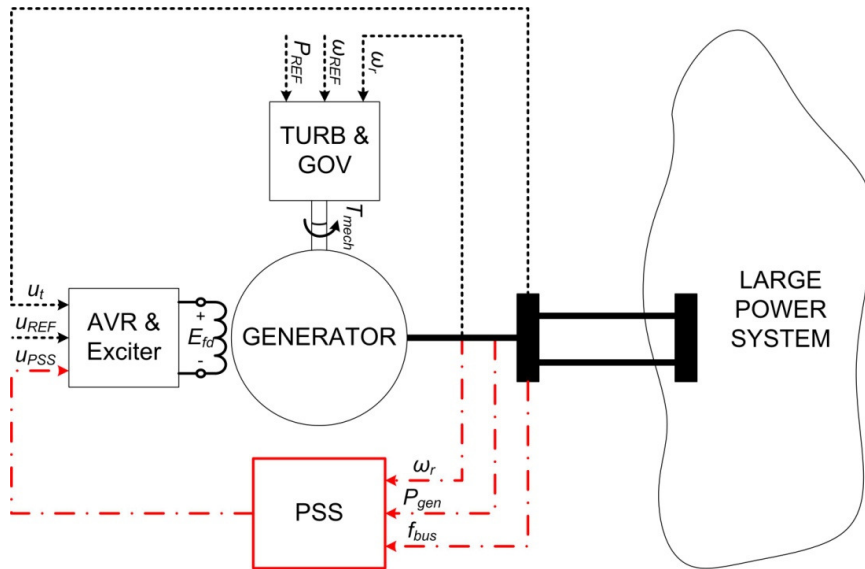 P_REF
ω_REF
ω_r
TURB &
GOV
T_mech
u_t
u_REF
u_PSS
AVR &
Exciter
+
E_fd
-
GENERATOR
LARGE
POWER
SYSTEM
PSS
ω_r
P_gen
f_bus